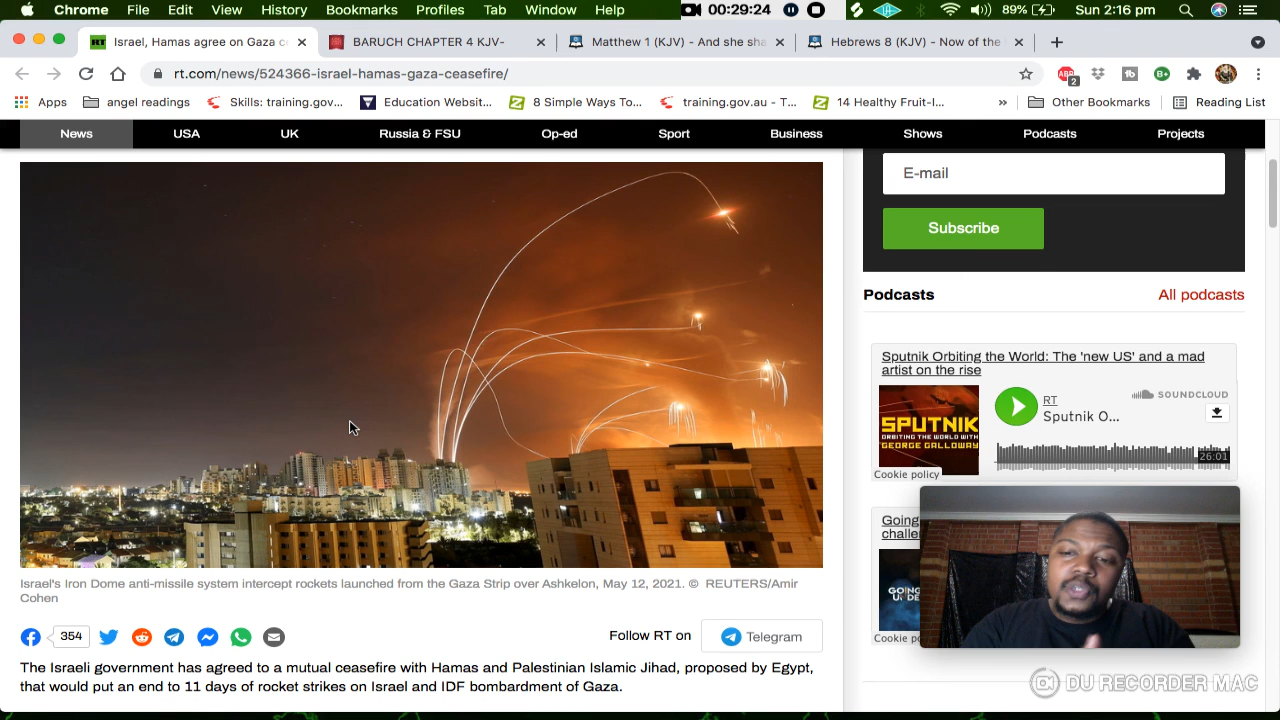 Chrome File Edit View History Bookmarks Profiles Tab Window Help 00:29:24 89% Sun 2:16 pm
RT Israel, Hamas agree on Gaza c BARUCH CHAPTER 4 KJV- Matthew 1 (KJV) - And she sha Hebrews 8 (KJV) - Now of the
rt.com/news/524366-israel-hamas-gaza-ceasefire/ ABP 2 tb B+
Apps angel readings Skills: training.gov... Education Websit... 8 Simple Ways To... training.gov.au - T... 14 Healthy Fruit-I... » Other Bookmarks Reading List
News USA UK Russia & FSU Op-ed Sport Business Shows Podcasts Projects
E-mail
Subscribe
Podcasts All podcasts
Sputnik Orbiting the World: The 'new US' and a mad
artist on the rise
SOUNDCLOUD
RT
Sputnik O...
SPUTNIK
ORBITING THE WORLD WITH
GEORGE GALLOWAY
26:01
Cookie policy
Going
challe
GOING
UNDE
Cookie po
Israel's Iron Dome anti-missile system intercept rockets launched from the Gaza Strip over Ashkelon, May 12, 2021. © REUTERS/Amir
Cohen
354 Follow RT on Telegram
The Israeli government has agreed to a mutual ceasefire with Hamas and Palestinian Islamic Jihad, proposed by Egypt,
that would put an end to 11 days of rocket strikes on Israel and IDF bombardment of Gaza.
DU RECORDER MAC